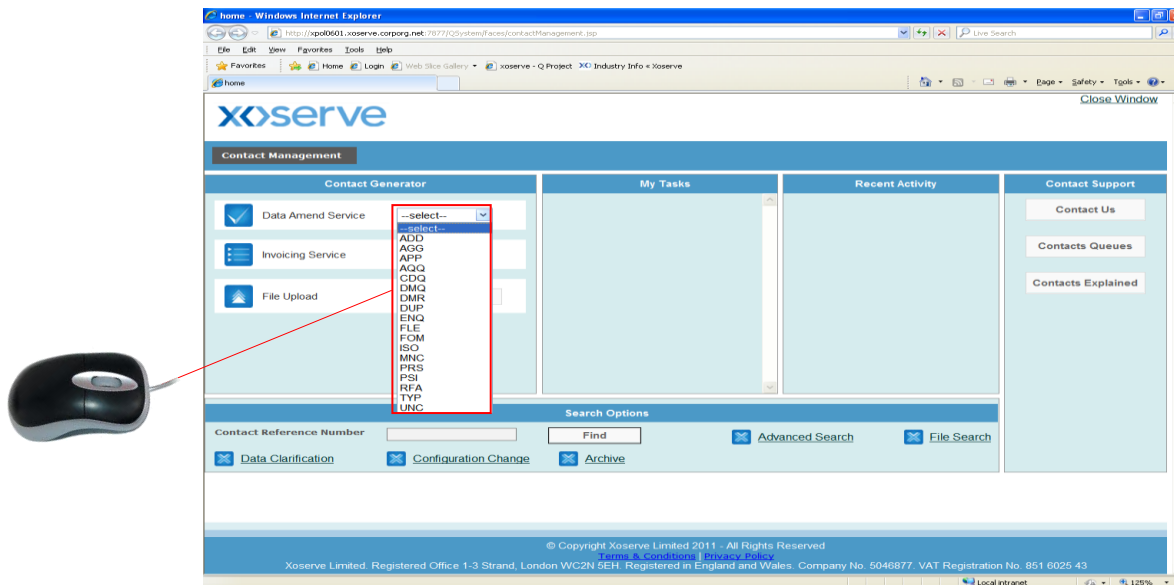 home - Windows Internet Explorer
http://xpol0601.xoserve.corporg.net:7877/QSystem/faces/contactManagement.jsp
Live Search
File Edit View Favorites Tools Help
Favorites Home Login Web Slice Gallery xoserve - Q Project XO Industry Info « Xoserve
home
Page Safety Tools
Close Window
xoserve
Contact Management
Contact Generator My Tasks Recent Activity Contact Support
Data Amend Service --select--
--select--
ADD
AGG
APP
AQQ
CDQ
DMQ
DMR
DUP
ENQ
FLE
FOM
ISO
MNC
PRS
PSI
RFA
TYP
UNC
Invoicing Service
File Upload
Contact Us
Contacts Queues
Contacts Explained
Search Options
Contact Reference Number Find Advanced Search File Search
Data Clarification Configuration Change Archive
© Copyright Xoserve Limited 2011 - All Rights Reserved
Terms & Conditions Privacy Policy
Xoserve Limited. Registered Office 1-3 Strand, London WC2N 5EH. Registered in England and Wales. Company No. 5046877. VAT Registration No. 851 6025 43
Local intranet 125%